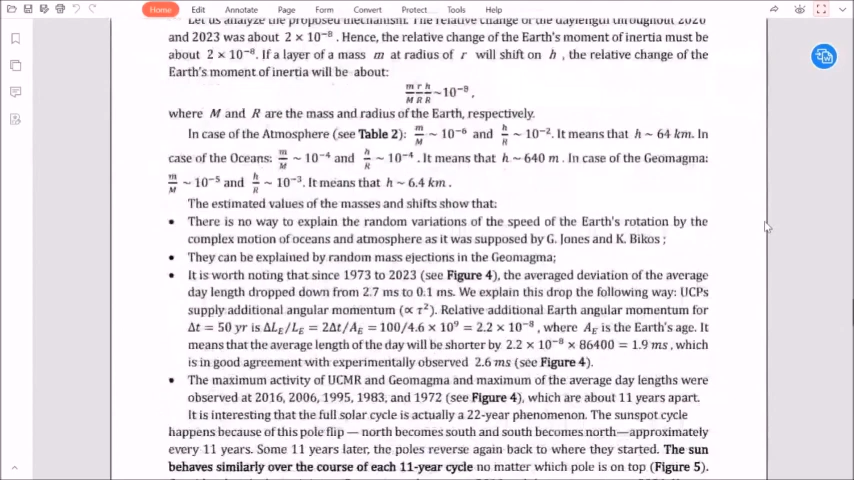 Home Edit Annotate Page Form Convert Protect Tools Help
Let us analyze the proposed mechanism. The relative change of the daylength throughout 2020
and 2023 was about 2 × 10⁻⁸. Hence, the relative change of the Earth's moment of inertia must be
about 2 × 10⁻⁸. If a layer of a mass m at radius of r will shift on h, the relative change of the
Earth's moment of inertia will be about:
m/M r/R h/R ~10⁻⁸,
where M and R are the mass and radius of the Earth, respectively.
In case of the Atmosphere (see Table 2): m/M ~ 10⁻⁶ and h/R ~ 10⁻². It means that h ~ 64 km. In
case of the Oceans: m/M ~ 10⁻⁴ and h/R ~ 10⁻⁴. It means that h ~ 640 m. In case of the Geomagma:
m/M ~ 10⁻⁵ and h/R ~ 10⁻³. It means that h ~ 6.4 km.
The estimated values of the masses and shifts show that:
• There is no way to explain the random variations of the speed of the Earth's rotation by the
complex motion of oceans and atmosphere as it was supposed by G. Jones and K. Bikos ;
• They can be explained by random mass ejections in the Geomagma;
• It is worth noting that since 1973 to 2023 (see Figure 4), the averaged deviation of the average
day length dropped down from 2.7 ms to 0.1 ms. We explain this drop the following way: UCPs
supply additional angular momentum (∝ τ²). Relative additional Earth angular momentum for
Δt = 50 yr is ΔL_E/L_E = 2Δt/A_E = 100/4.6 × 10⁹ = 2.2 × 10⁻⁸, where A_E is the Earth's age. It
means that the average length of the day will be shorter by 2.2 × 10⁻⁸ × 86400 = 1.9 ms, which
is in good agreement with experimentally observed 2.6 ms (see Figure 4).
• The maximum activity of UCMR and Geomagma and maximum of the average day lengths were
observed at 2016, 2006, 1995, 1983, and 1972 (see Figure 4), which are about 11 years apart.
It is interesting that the full solar cycle is actually a 22-year phenomenon. The sunspot cycle
happens because of this pole flip — north becomes south and south becomes north—approximately
every 11 years. Some 11 years later, the poles reverse again back to where they started. The sun
behaves similarly over the course of each 11-year cycle no matter which pole is on top (Figure 5).